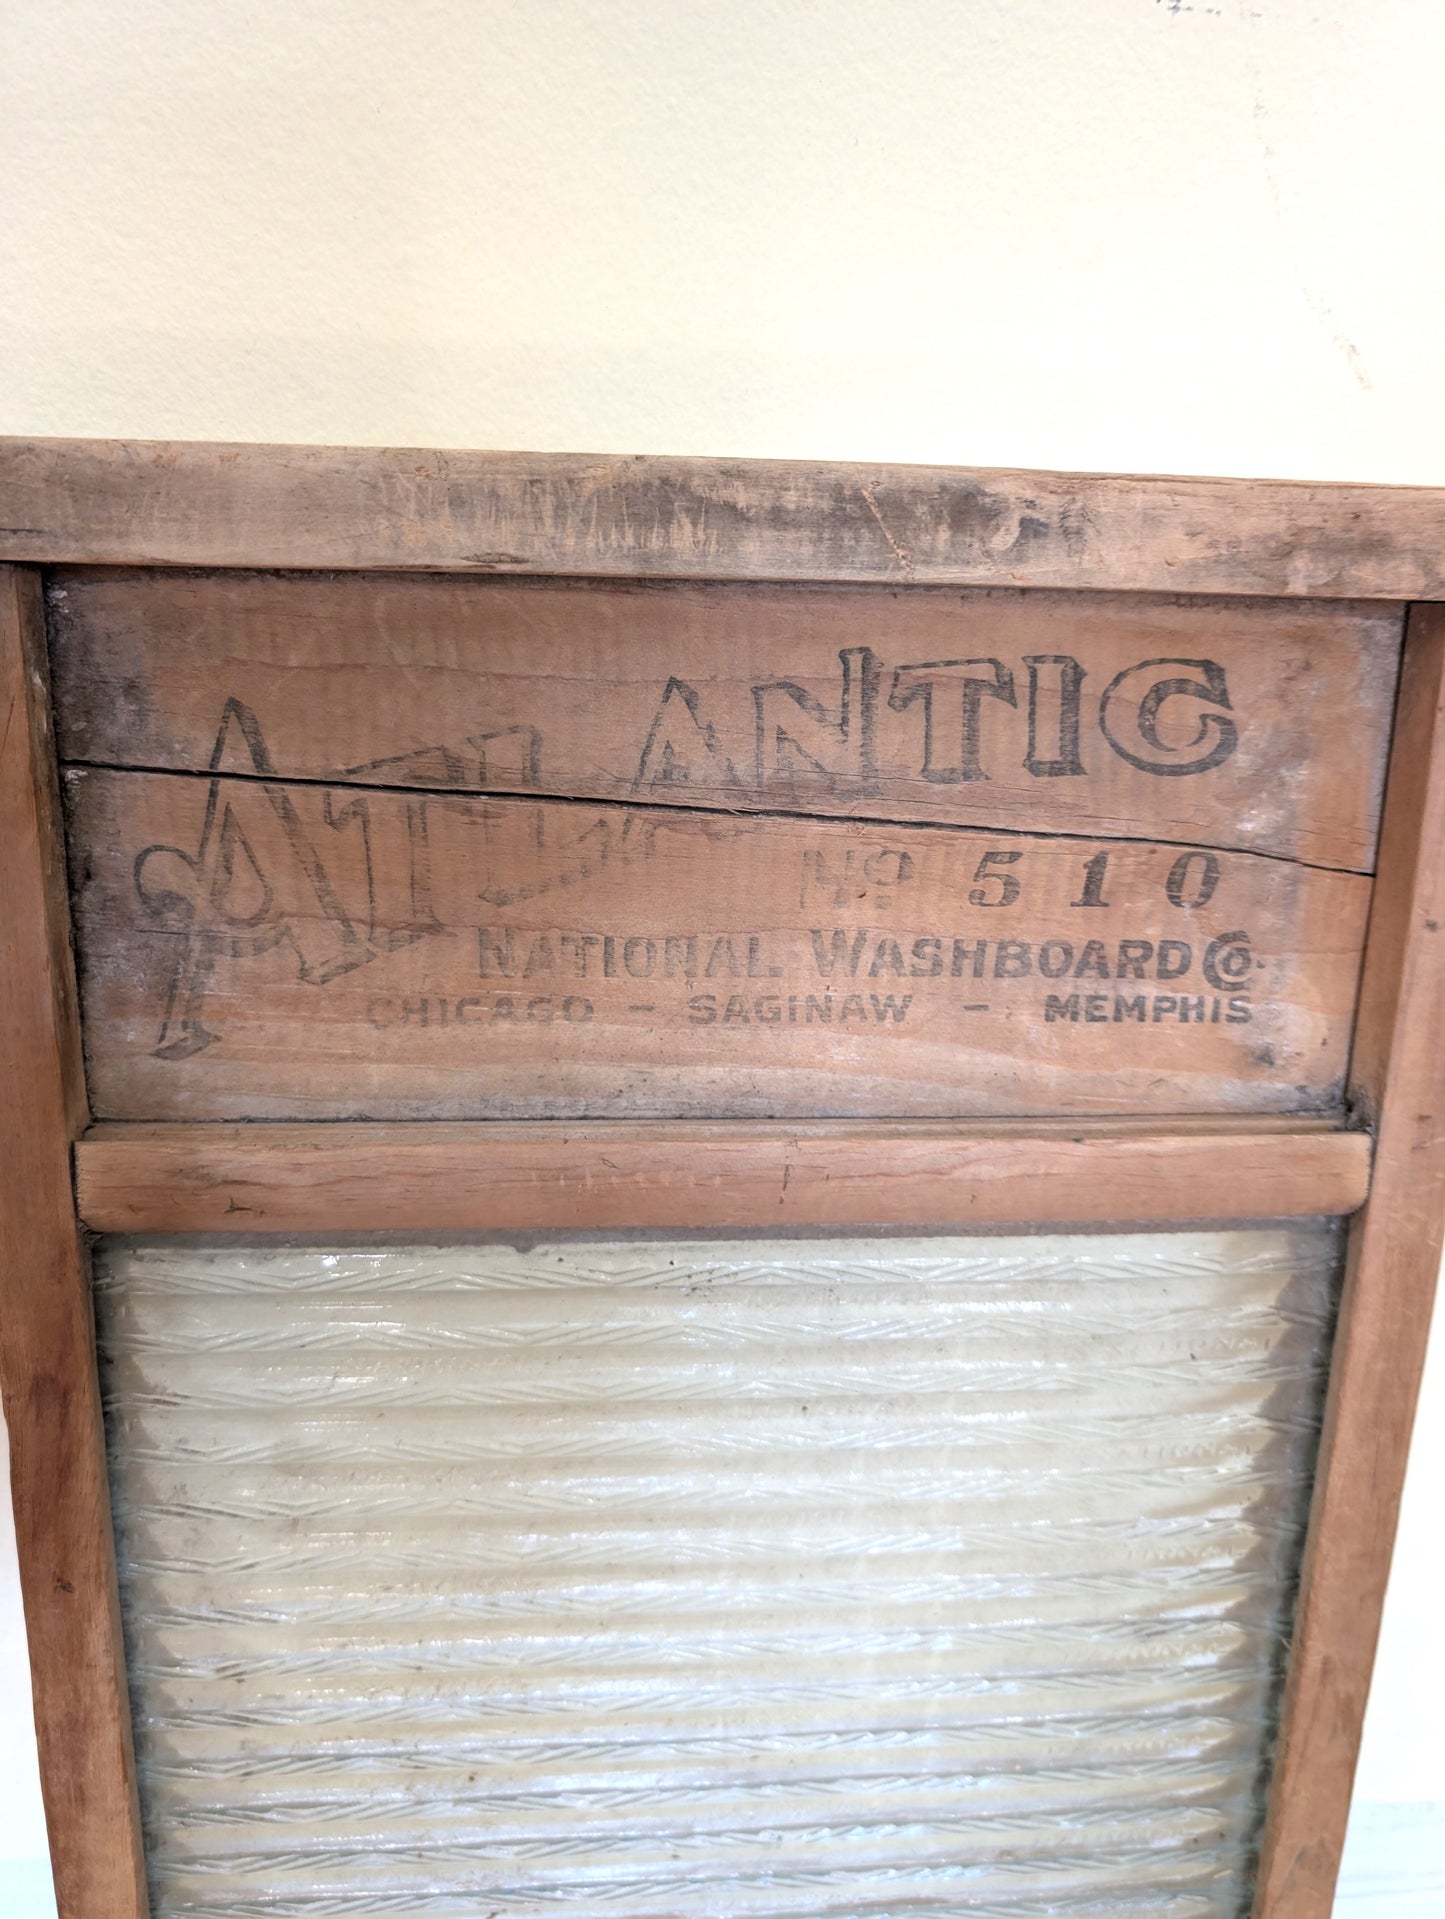 ATLANTIC
Nº 510
NATIONAL WASHBOARD Co.
CHICAGO - SAGINAW - MEMPHIS